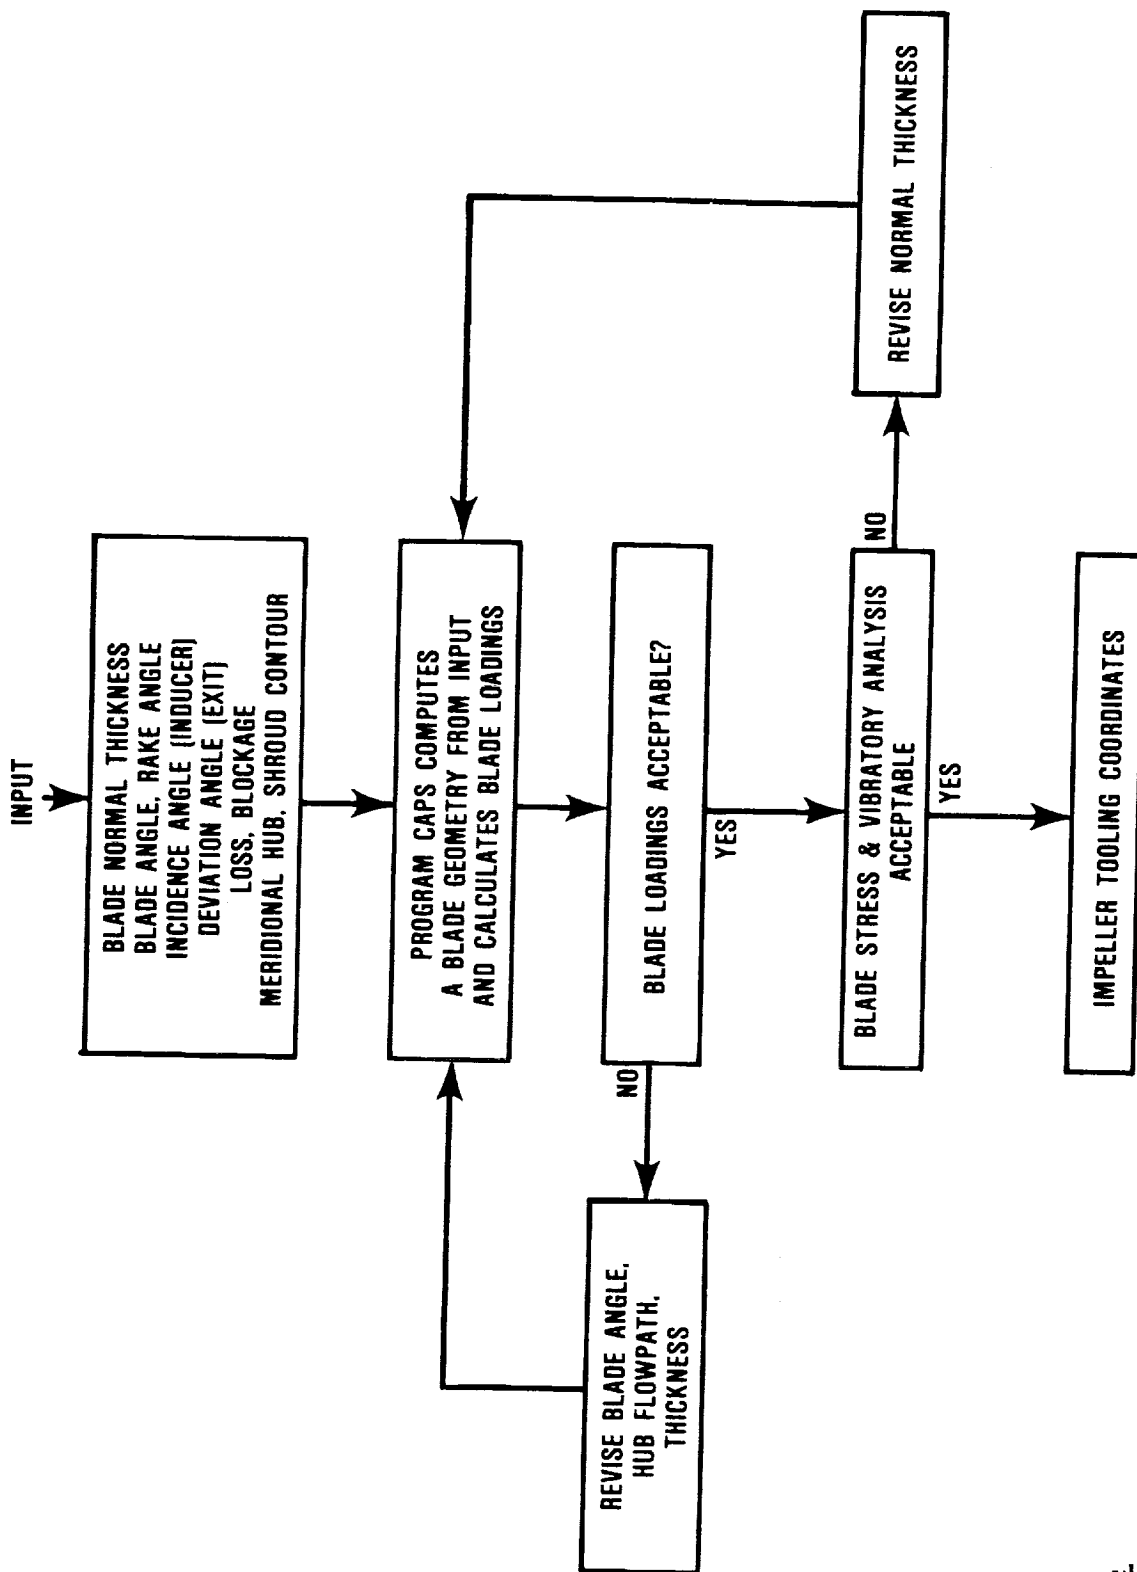 INPUT
BLADE NORMAL THICKNESS
BLADE ANGLE, RAKE ANGLE
INCIDENCE ANGLE (INDUCER)
DEVIATION ANGLE (EXIT)
LOSS, BLOCKAGE
MERIDIONAL HUB, SHROUD CONTOUR
PROGRAM CAPS COMPUTES
A BLADE GEOMETRY FROM INPUT
AND CALCULATES BLADE LOADINGS
BLADE LOADINGS ACCEPTABLE?
NO
REVISE BLADE ANGLE,
HUB FLOWPATH,
THICKNESS
YES
BLADE STRESS & VIBRATORY ANALYSIS
ACCEPTABLE
NO
REVISE NORMAL THICKNESS
YES
IMPELLER TOOLING COORDINATES